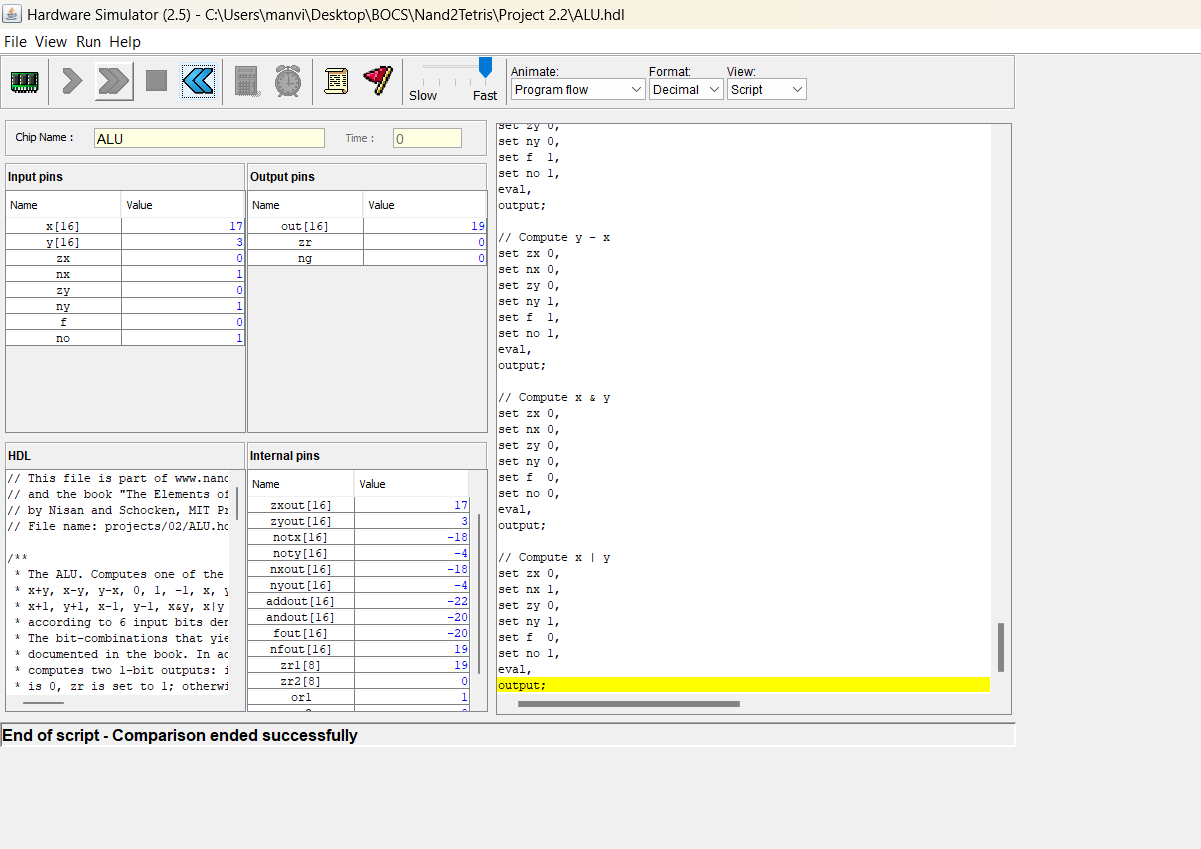 Hardware Simulator (2.5) - C:\Users\manvi\Desktop\BOCS\Nand2Tetris\Project 2.2\ALU.hdl
File View Run Help
Slow Fast
Animate: Format: View:
Program flow Decimal Script
Chip Name : ALU Time : 0
Input pins
Name Value
x[16] 17
y[16] 3
zx 0
nx 1
zy 0
ny 1
f 0
no 1
Output pins
Name Value
out[16] 19
zr 0
ng 0
HDL
// This file is part of www.nand
// and the book "The Elements of
// by Nisan and Schocken, MIT Pr
// File name: projects/02/ALU.hd
/**
* The ALU. Computes one of the
* x+y, x-y, y-x, 0, 1, -1, x, y
* x+1, y+1, x-1, y-1, x&y, x|y
* according to 6 input bits den
* The bit-combinations that yie
* documented in the book. In ad
* computes two 1-bit outputs: i
* is 0, zr is set to 1; otherwi
Internal pins
Name Value
zxout[16] 17
zyout[16] 3
notx[16] -18
noty[16] -4
nxout[16] -18
nyout[16] -4
addout[16] -22
andout[16] -20
fout[16] -20
nfout[16] 19
zr1[8] 19
zr2[8] 0
or1 1
set zy 0,
set ny 0,
set f 1,
set no 1,
eval,
output;
// Compute y - x
set zx 0,
set nx 0,
set zy 0,
set ny 1,
set f 1,
set no 1,
eval,
output;
// Compute x & y
set zx 0,
set nx 0,
set zy 0,
set ny 0,
set f 0,
set no 0,
eval,
output;
// Compute x | y
set zx 0,
set nx 1,
set zy 0,
set ny 1,
set f 0,
set no 1,
eval,
output;
End of script - Comparison ended successfully